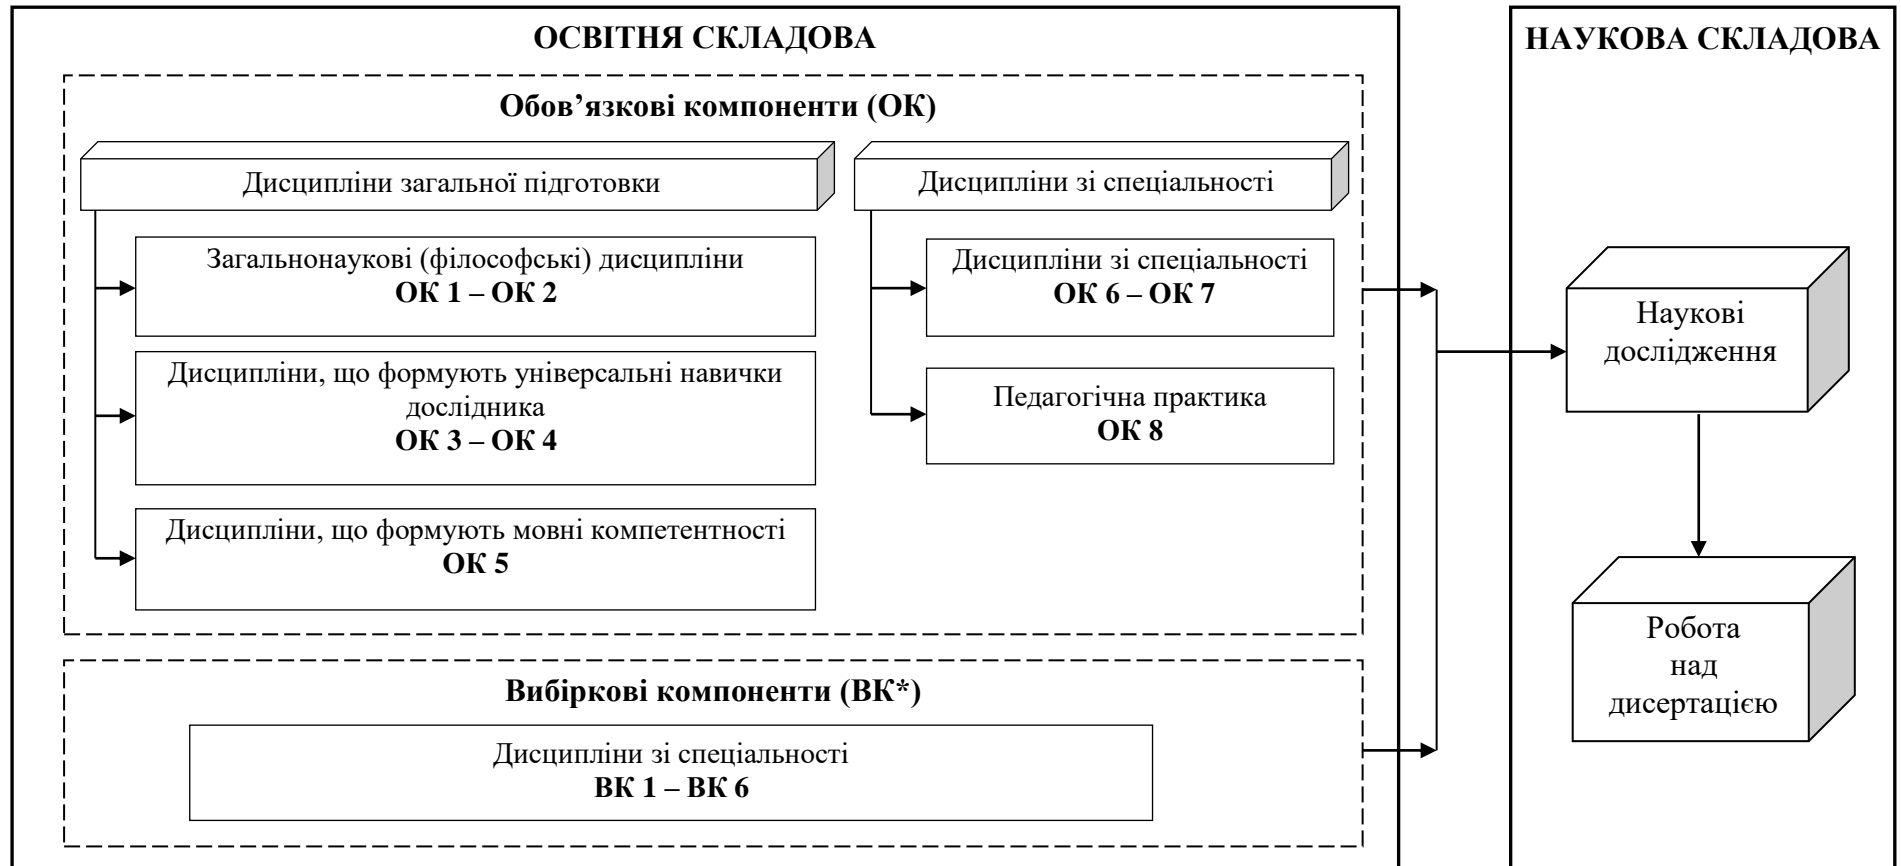 ОСВІТНЯ СКЛАДОВА
Обов’язкові компоненти (ОК)
Дисципліни загальної підготовки
Загальнонаукові (філософські) дисципліни
ОК 1 – ОК 2
Дисципліни, що формують універсальні навички
дослідника
ОК 3 – ОК 4
Дисципліни, що формують мовні компетентності
ОК 5
Дисципліни зі спеціальності
Дисципліни зі спеціальності
ОК 6 – ОК 7
Педагогічна практика
ОК 8
Вибіркові компоненти (ВК*)
Дисципліни зі спеціальності
ВК 1 – ВК 6
НАУКОВА СКЛАДОВА
Наукові
дослідження
Робота
над
дисертацією